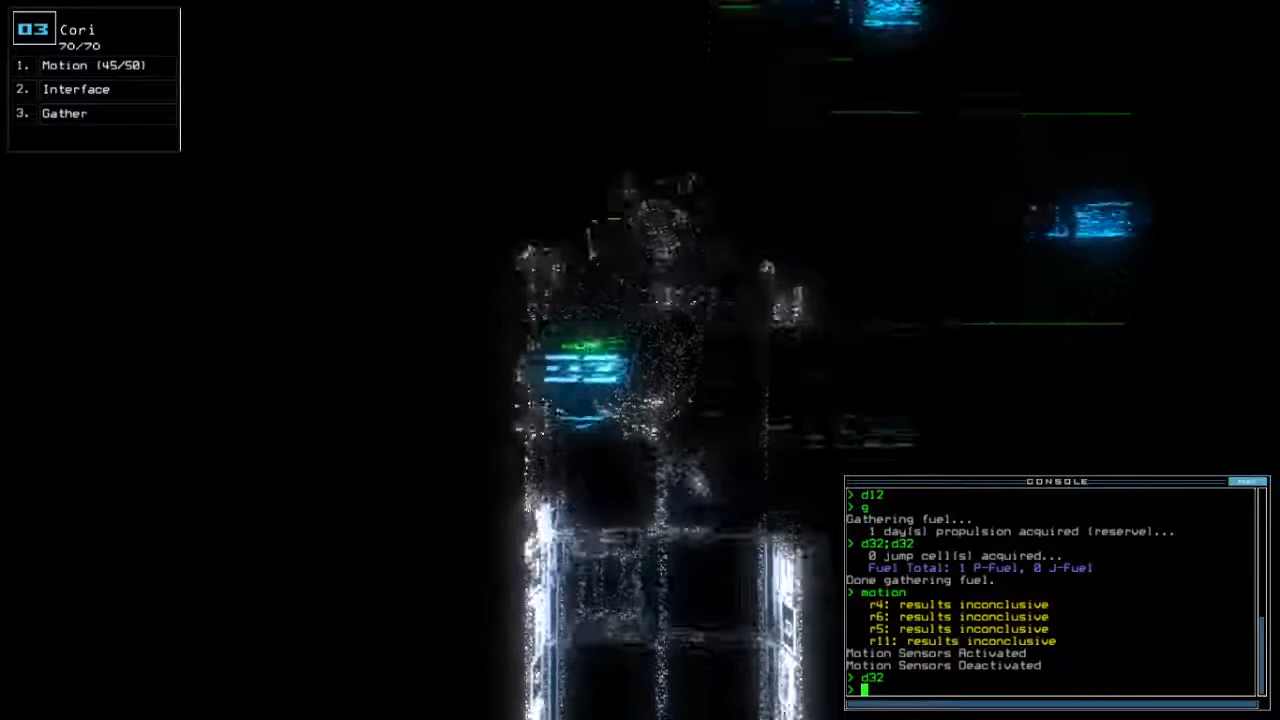 03 Cori
70/70
1. Motion (45/50)
2. Interface
3. Gather
CONSOLE
> d12
> g
Gathering fuel...
1 day(s) propulsion acquired (reserve)...
> d32;d32
0 jump cell(s) acquired...
Fuel Total: 1 P-Fuel, 0 J-Fuel
Done gathering fuel.
> motion
r4: results inconclusive
r6: results inconclusive
r5: results inconclusive
r11: results inconclusive
Motion Sensors Activated
Motion Sensors Deactivated
> d32
>